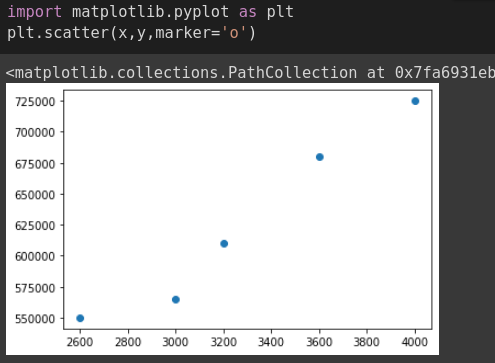 import matplotlib.pyplot as plt
plt.scatter(x,y,marker='o')
<matplotlib.collections.PathCollection at 0x7fa6931eb
725000
700000
675000
650000
625000
600000
575000
550000
2600 2800 3000 3200 3400 3600 3800 4000